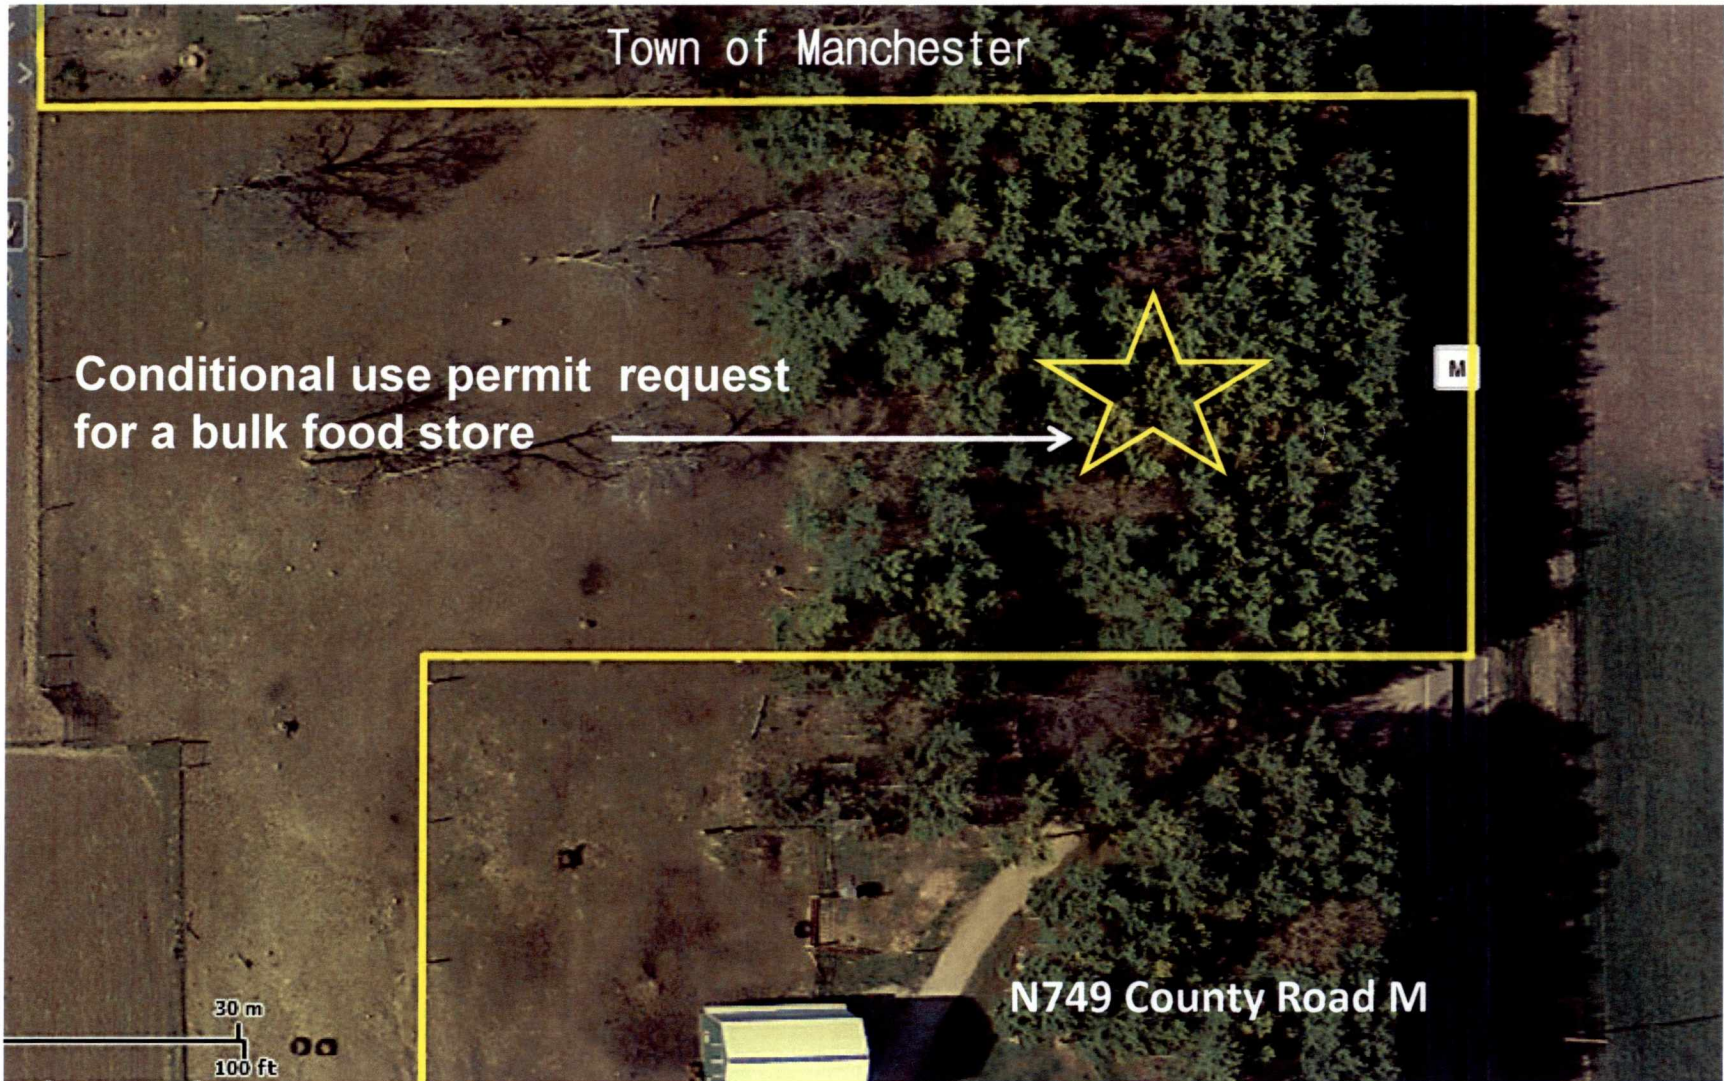 Town of Manchester
Conditional use permit request
for a bulk food store
M
N749 County Road M
30 m
100 ft